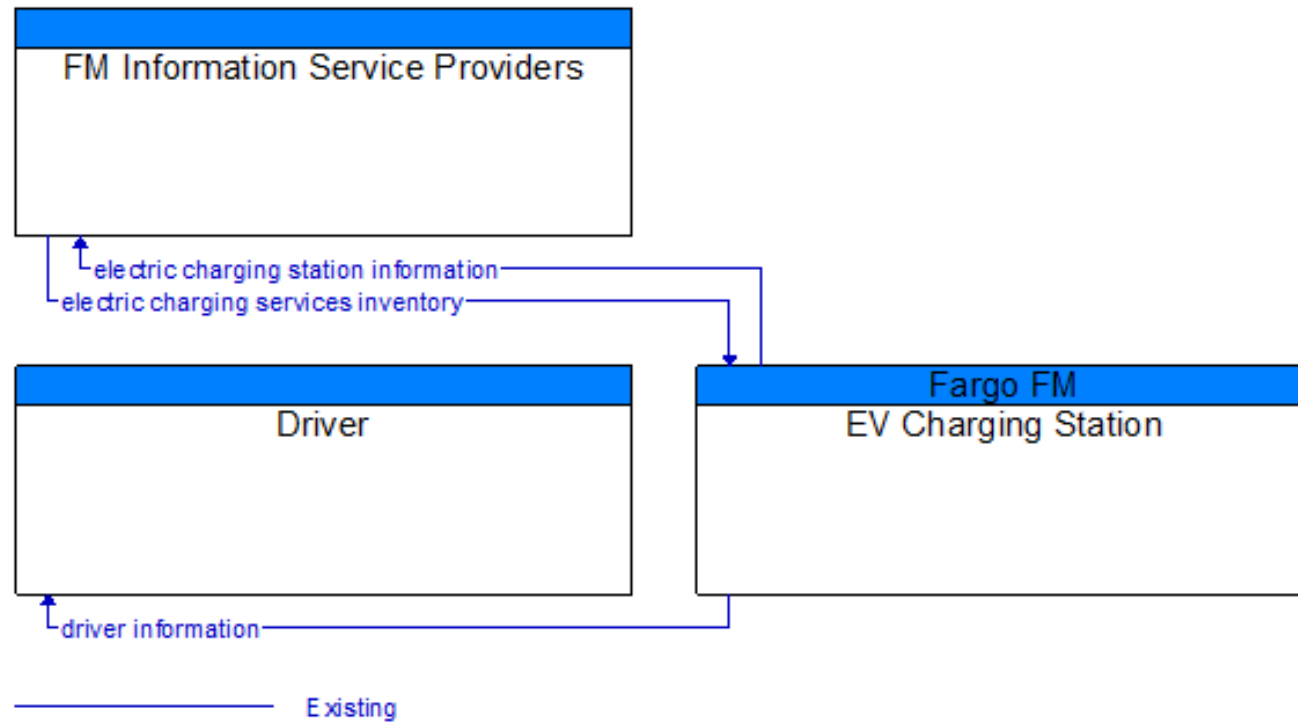 FM Information Service Providers
electric charging station information
electric charging services inventory
Driver
Fargo FM
EV Charging Station
driver information
Existing